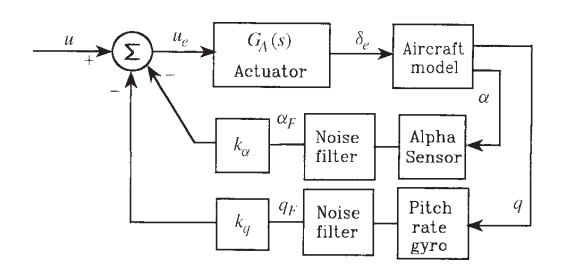 u
+
Σ
−
−
u_e
G_A(s)
Actuator
δ_e
Aircraft
model
α
α_F
k_α
Noise
filter
Alpha
Sensor
q_F
k_q
Noise
filter
Pitch
rate
gyro
q